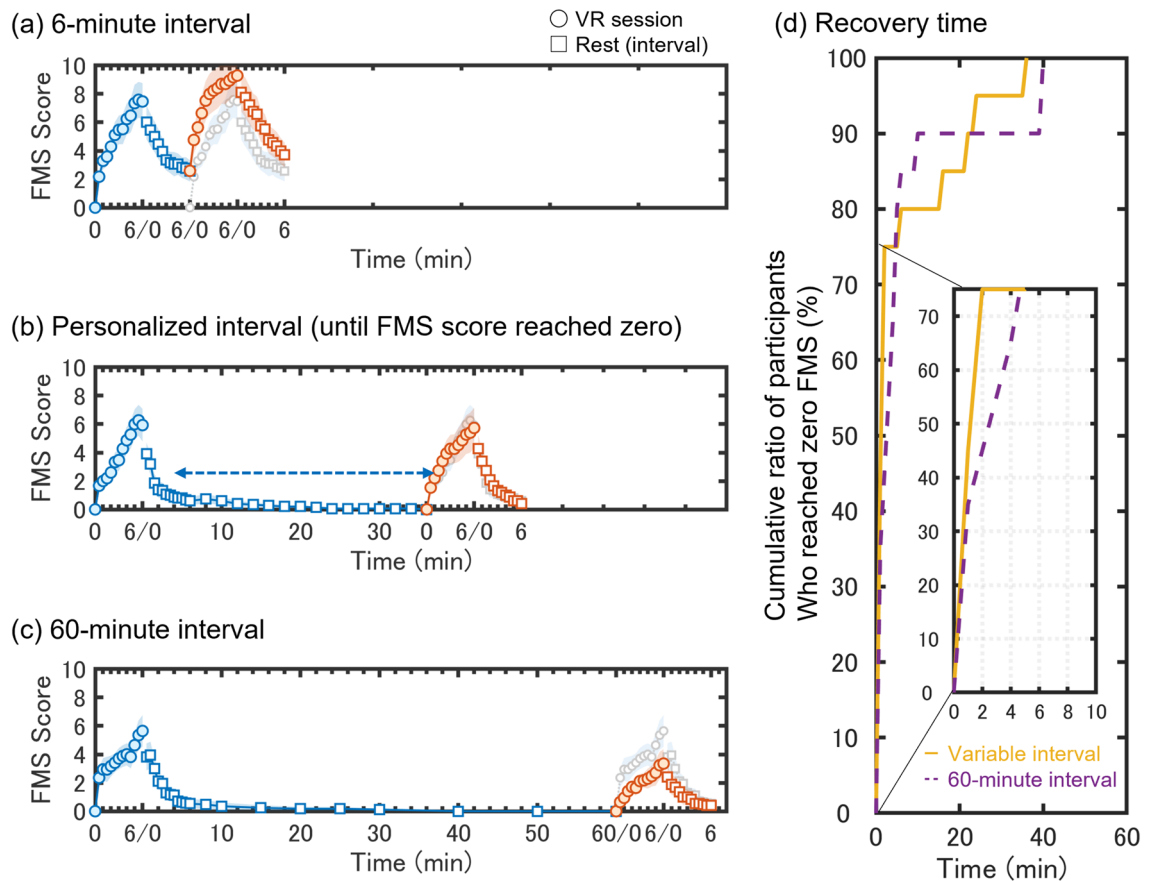 (a) 6-minute interval
VR session
Rest (interval)
10
8
6
4
2
0
FMS Score
0 6/0 6/0 6/0 6
Time (min)
(b) Personalized interval (until FMS score reached zero)
10
8
6
4
2
0
FMS Score
0 6/0 10 20 30 0 6/0 6
Time (min)
(c) 60-minute interval
10
8
6
4
2
0
FMS Score
0 6/0 10 20 30 40 50 60/0 6/0 6
Time (min)
(d) Recovery time
100
90
80
70
60
50
40
30
20
10
0
Cumulative ratio of participants
Who reached zero FMS (%)
70
60
50
40
30
20
10
0
0 2 4 6 8 10
Variable interval
60-minute interval
0 20 40 60
Time (min)